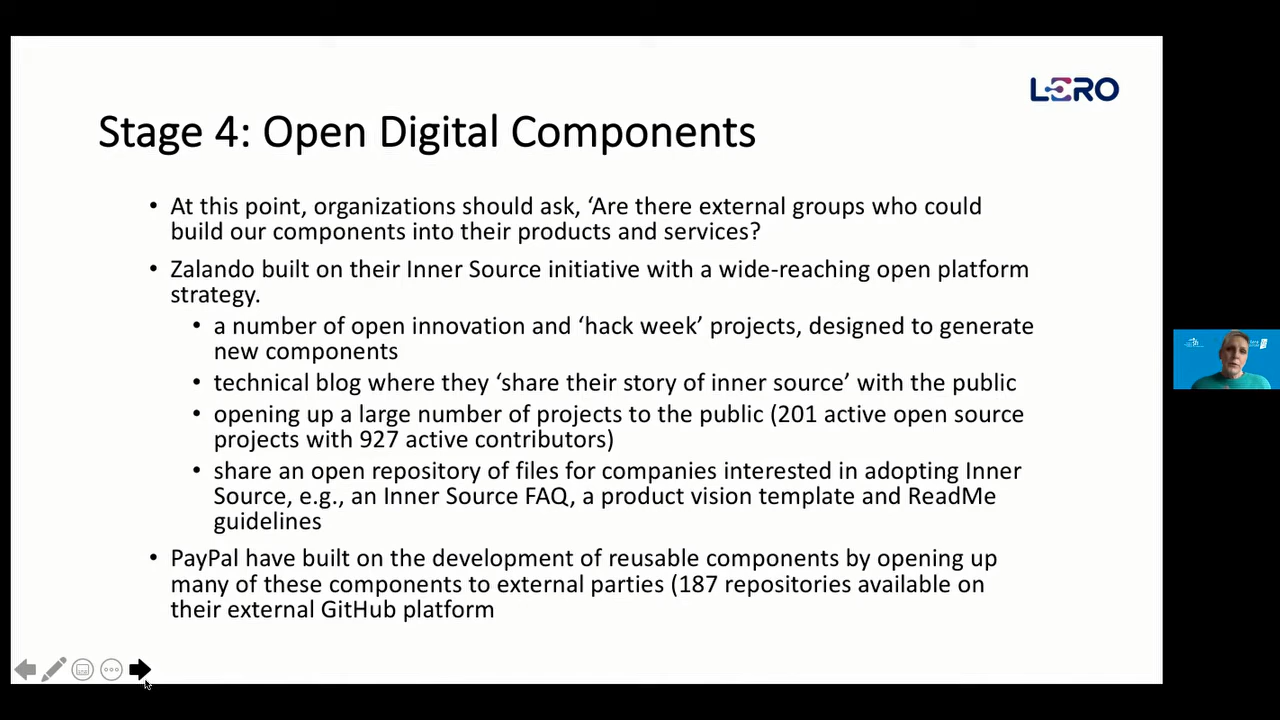 LERO
Stage 4: Open Digital Components
• At this point, organizations should ask, ‘Are there external groups who could
build our components into their products and services?
• Zalando built on their Inner Source initiative with a wide-reaching open platform
strategy.
• a number of open innovation and ‘hack week’ projects, designed to generate
new components
• technical blog where they ‘share their story of inner source’ with the public
• opening up a large number of projects to the public (201 active open source
projects with 927 active contributors)
• share an open repository of files for companies interested in adopting Inner
Source, e.g., an Inner Source FAQ, a product vision template and ReadMe
guidelines
• PayPal have built on the development of reusable components by opening up
many of these components to external parties (187 repositories available on
their external GitHub platform